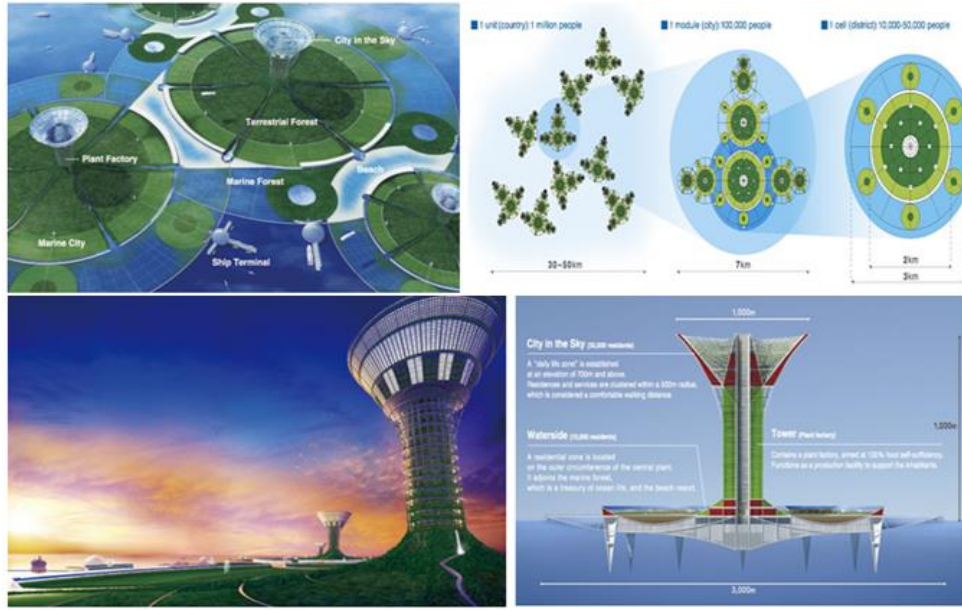 City in the Sky
Terrestrial Forest
Plant Factory
Marine Forest
Beach
Marine City
Ship Terminal
1 unit (country): 1 million people
1 module (city): 100,000 people
1 cell (district): 10,000-50,000 people
30~50km
7km
2km
3km
1,000m
City in the Sky (30,000 residents)
A "daily life zone" is established
at an elevation of 700m and above.
Residences and services are clustered within a 500m radius,
which is considered a comfortable walking distance.
Waterside (10,000 residents)
A residential zone is located
on the outer circumference of the central plant.
It adjoins the marine forest,
which is a treasury of ocean life, and the beach resort.
Tower (Plant factory)
Contains a plant factory, aimed at 100% food self-sufficiency.
Functions as a production facility to support the inhabitants.
1,000m
3,000m